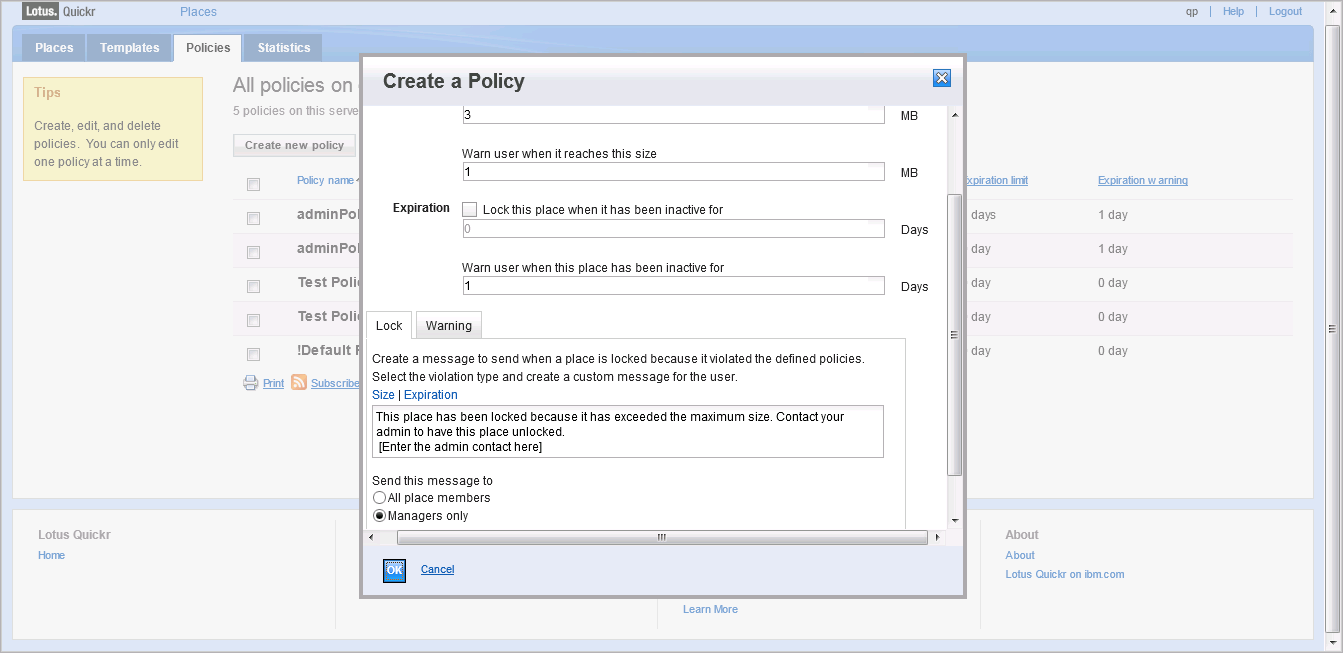 Lotus. Quickr
Places
qp | Help | Logout
Places
Templates
Policies
Statistics
Tips
Create, edit, and delete
policies. You can only edit
one policy at a time.
All policies on
5 policies on this serve
Create new policy
Policy name
xpiration limit
Expiration warning
adminPol
days
1 day
adminPol
day
1 day
Test Polic
day
0 day
Test Polic
day
0 day
!Default P
day
0 day
Print
Subscribe
Create a Policy
3
MB
Warn user when it reaches this size
1
MB
Expiration
Lock this place when it has been inactive for
0
Days
Warn user when this place has been inactive for
1
Days
Lock
Warning
Create a message to send when a place is locked because it violated the defined policies.
Select the violation type and create a custom message for the user.
Size | Expiration
This place has been locked because it has exceeded the maximum size. Contact your
admin to have this place unlocked.
[Enter the admin contact here]
Send this message to
All place members
Managers only
OK
Cancel
Lotus Quickr
Home
Learn More
About
About
Lotus Quickr on ibm.com